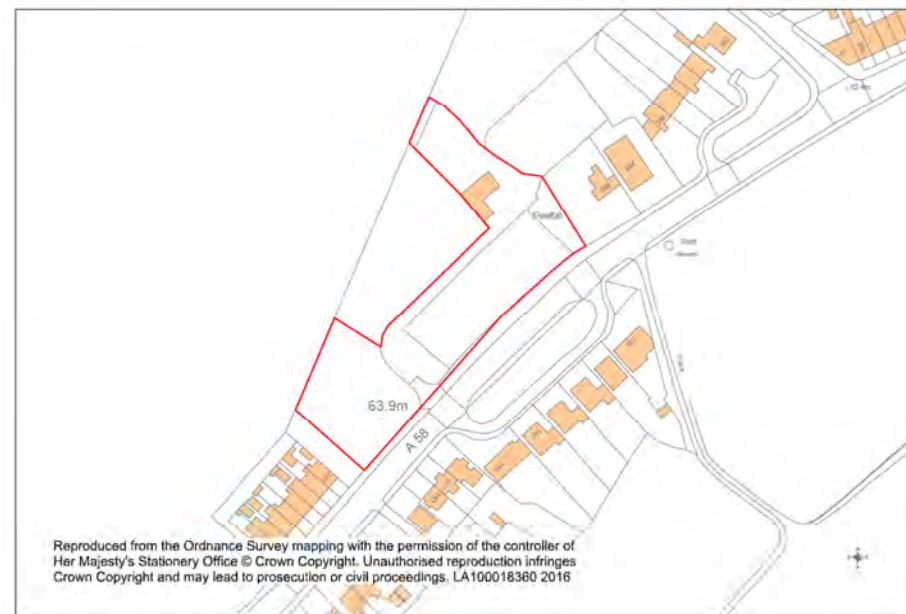 63.9m
A 58
Reproduced from the Ordnance Survey mapping with the permission of the controller of
Her Majesty's Stationery Office © Crown Copyright. Unauthorised reproduction infringes
Crown Copyright and may lead to prosecution or civil proceedings. LA100018360 2016